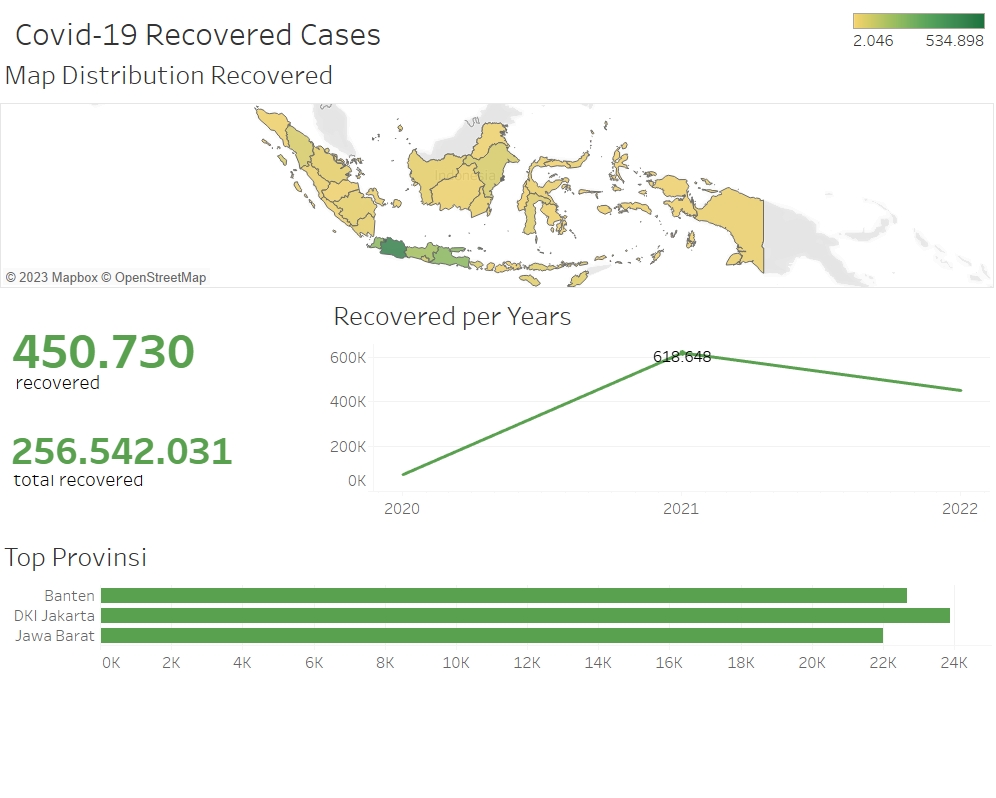 Covid-19 Recovered Cases
2.046 534.898
Map Distribution Recovered
Indonesia
© 2023 Mapbox © OpenStreetMap
450.730
recovered
256.542.031
total recovered
Recovered per Years
600K
400K
200K
0K
618.648
2020 2021 2022
Top Provinsi
Banten
DKI Jakarta
Jawa Barat
0K 2K 4K 6K 8K 10K 12K 14K 16K 18K 20K 22K 24K